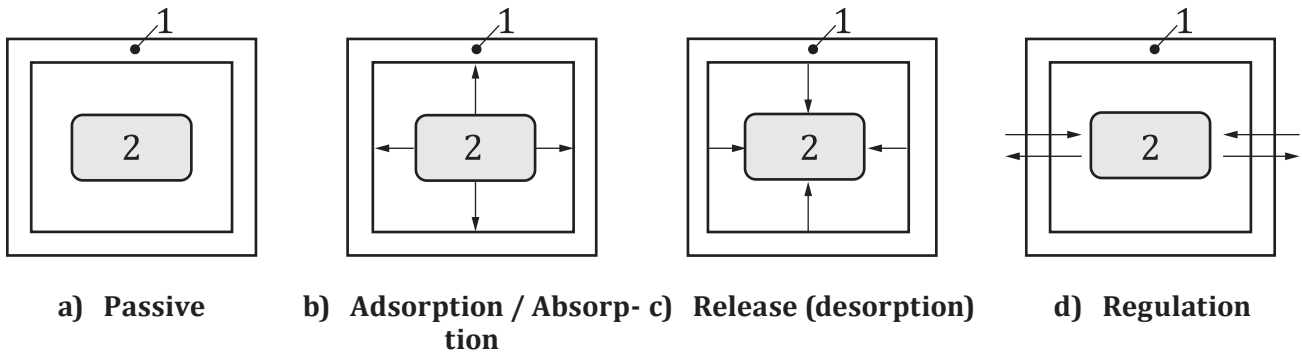 1
1
1
1
2
2
2
2
a) Passive
b) Adsorption / Absorp-
tion
c) Release (desorption)
d) Regulation